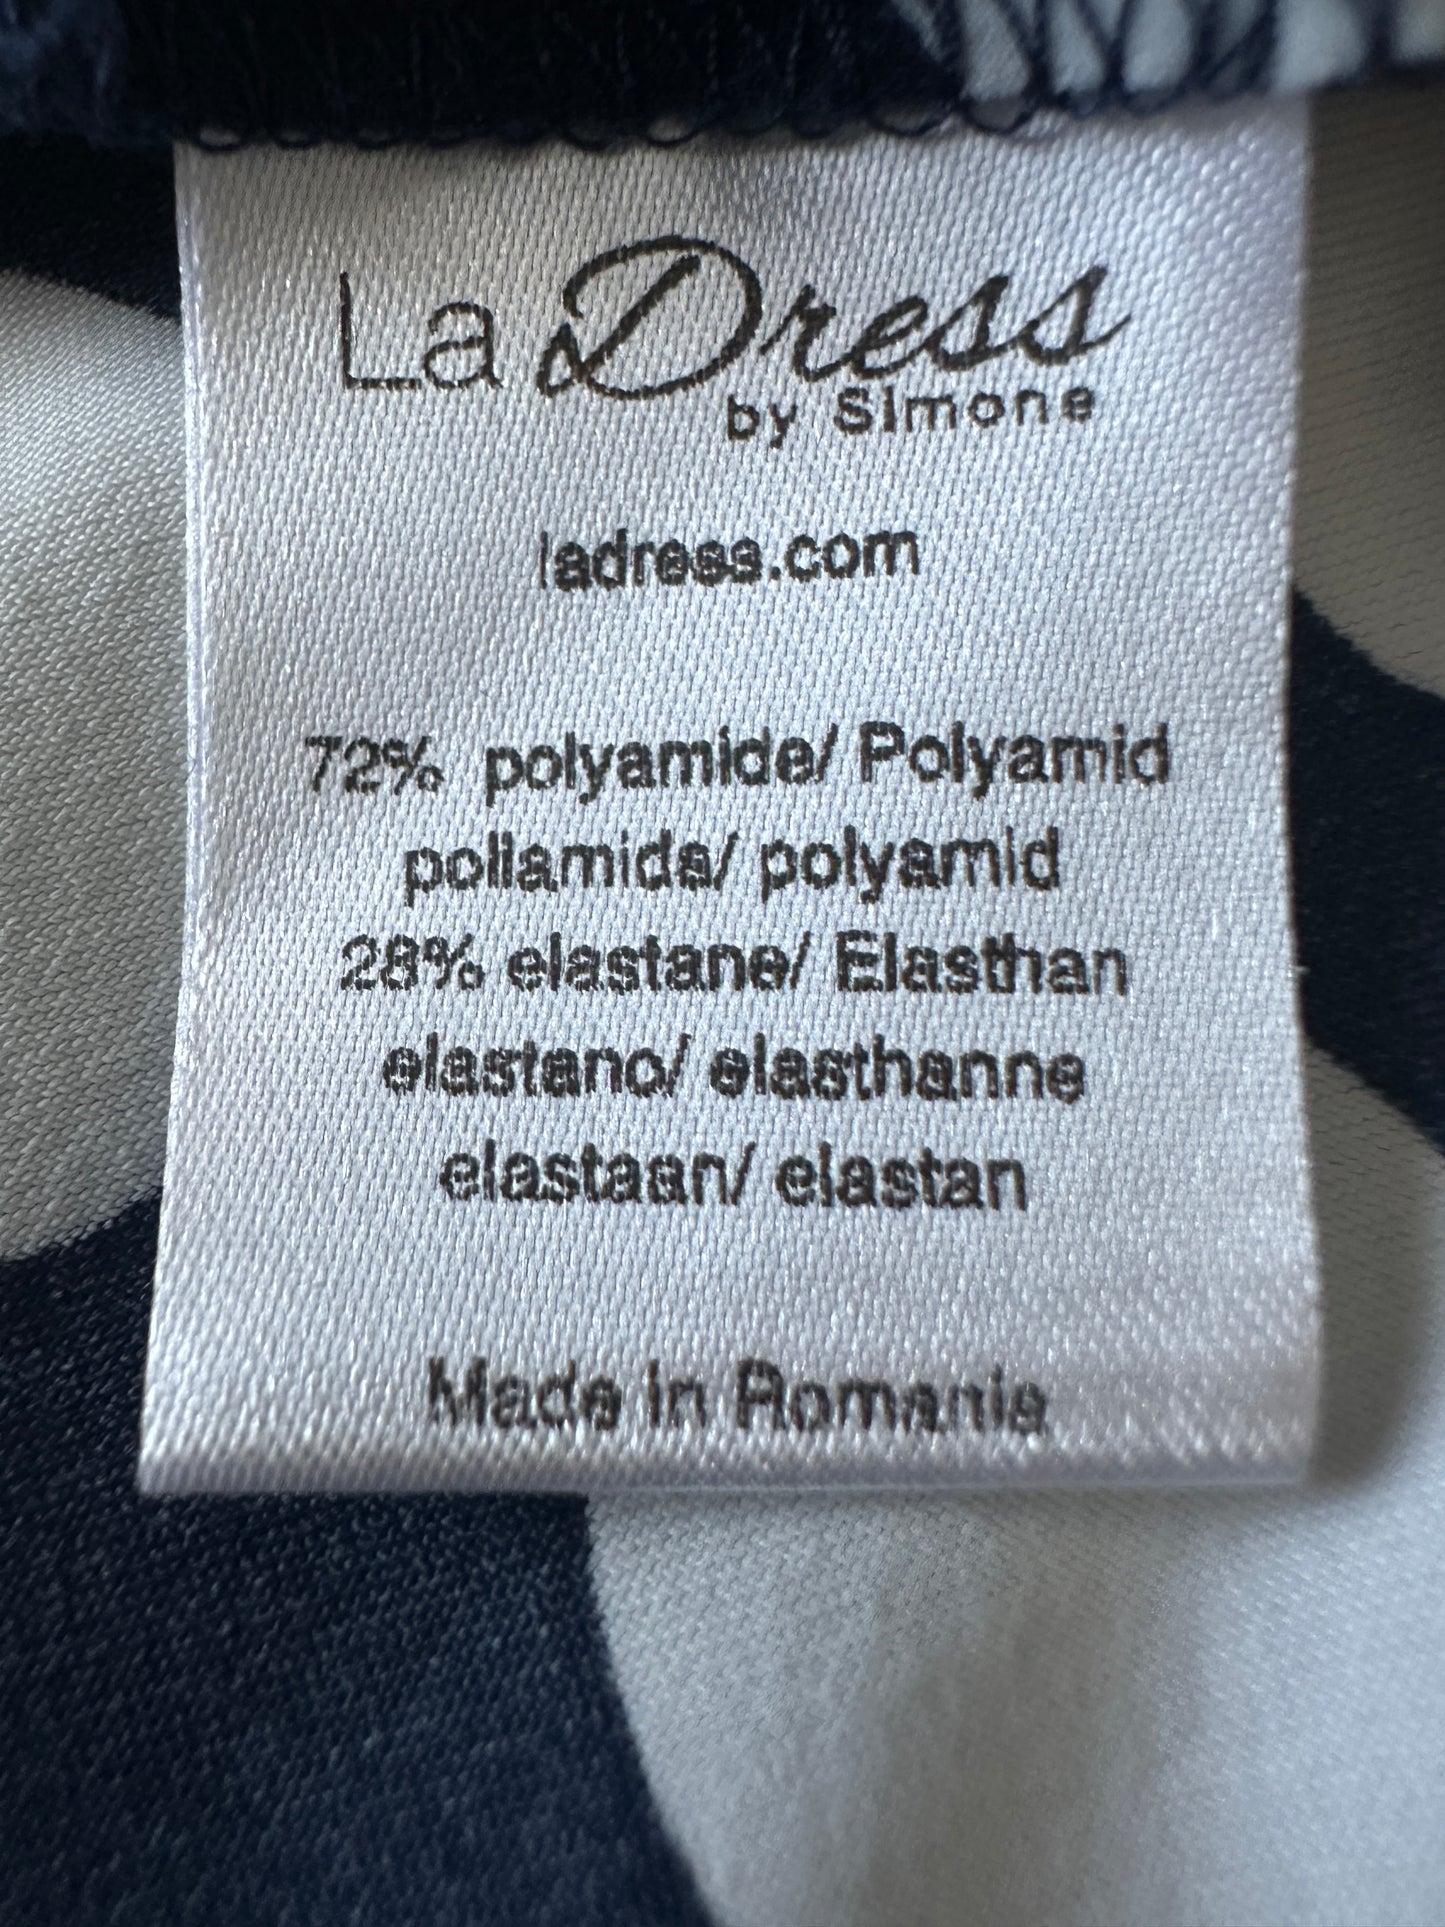 La Dress
by Simone
ladress.com
72% polyamide/ Polyamid
poliamida/ polyamid
28% elastane/ Elasthan
elastano/ elasthanne
elastaan/ elastan
Made in Romania